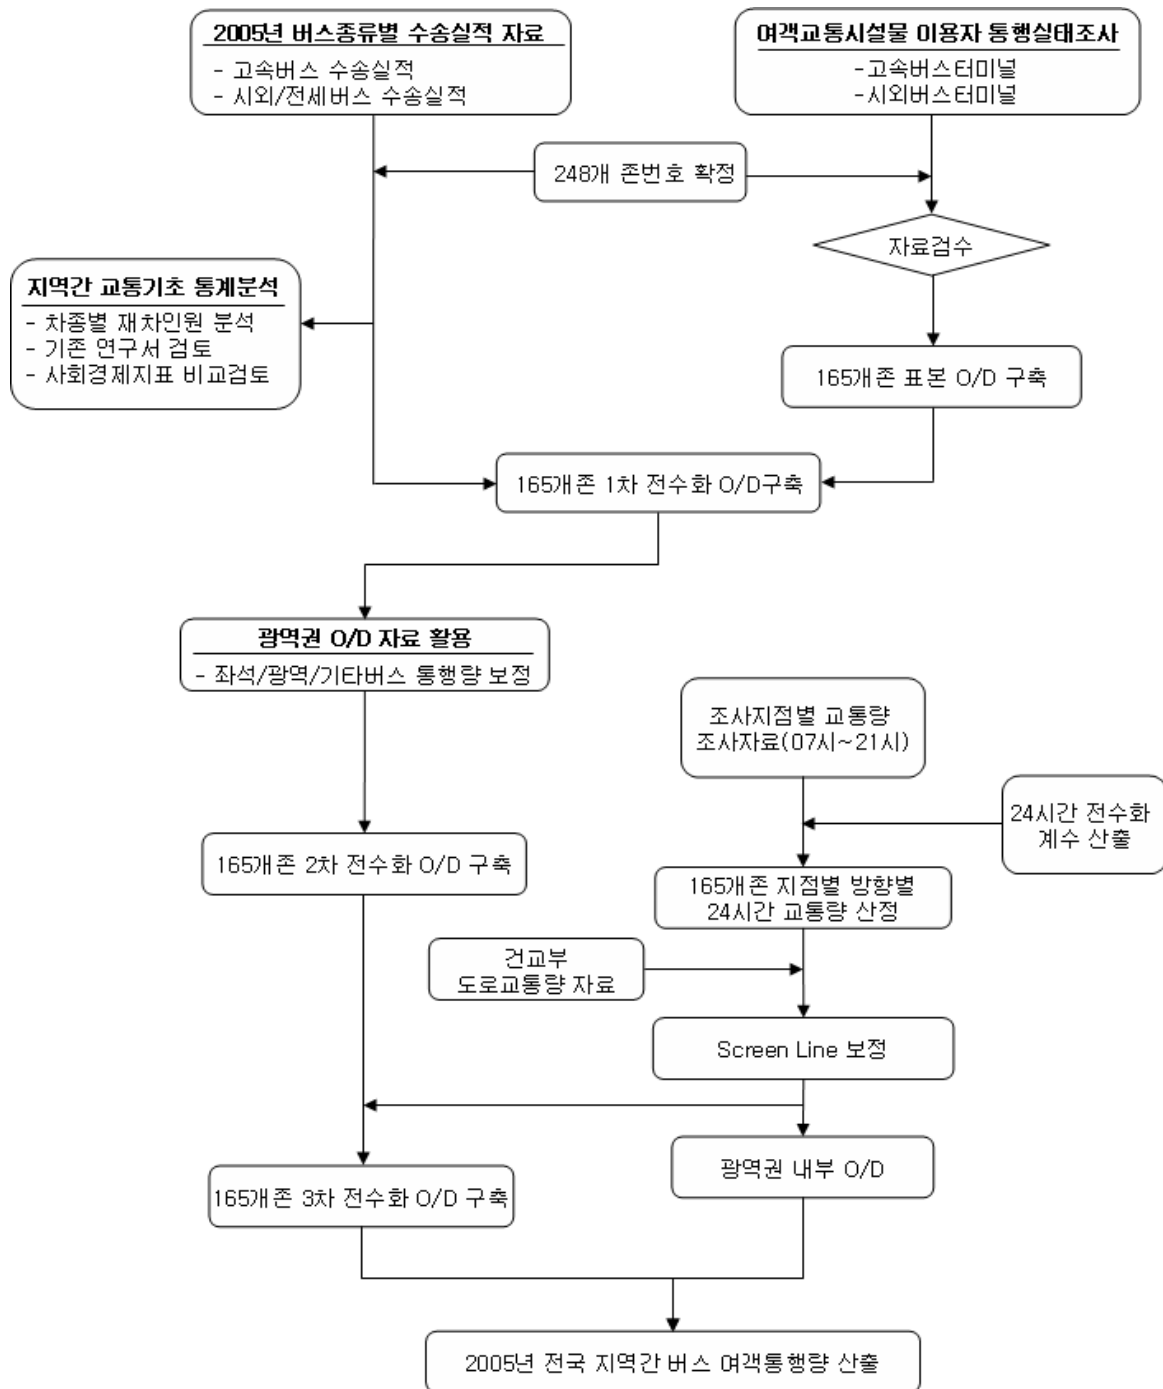 2005년 버스종류별 수송실적 자료
- 고속버스 수송실적
- 시외/전세버스 수송실적
여객교통시설물 이용자 통행실태조사
-고속버스터미널
-시외버스터미널
248개 존번호 확정
자료검수
지역간 교통기초 통계분석
- 차종별 재차인원 분석
- 기존 연구서 검토
- 사회경제지표 비교검토
165개존 표본 O/D 구축
165개존 1차 전수화 O/D구축
광역권 O/D 자료 활용
- 좌석/광역/기타버스 통행량 보정
조사지점별 교통량
조사자료(07시~21시)
24시간 전수화
계수 산출
165개존 2차 전수화 O/D 구축
165개존 지점별 방향별
24시간 교통량 산정
건교부
도로교통량 자료
Screen Line 보정
광역권 내부 O/D
165개존 3차 전수화 O/D 구축
2005년 전국 지역간 버스 여객통행량 산출